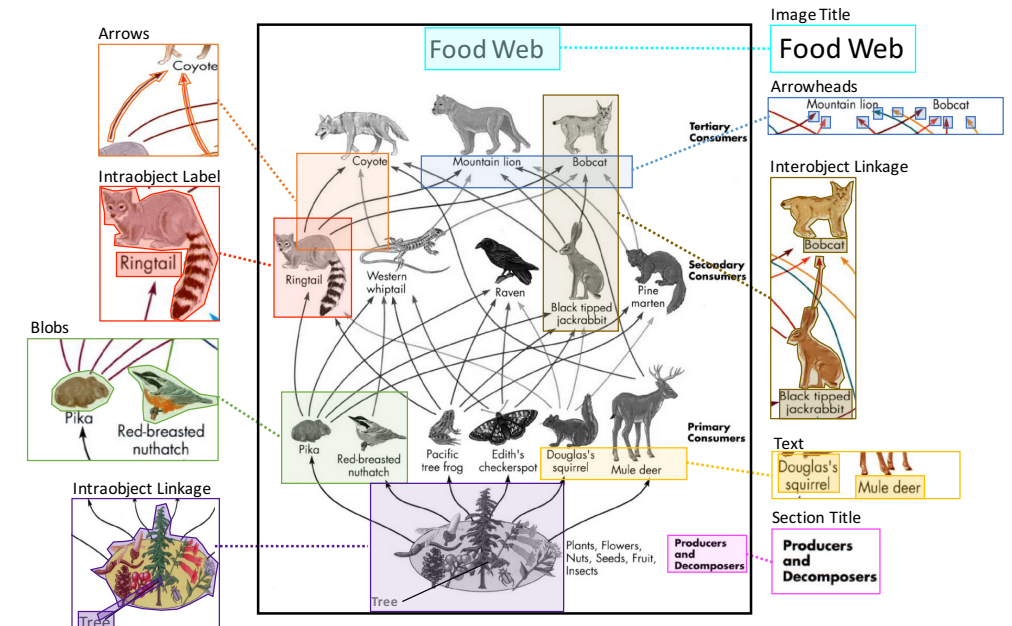 Arrows
Coyote
Intraobject Label
Ringtail
Blobs
Pika
Red-breasted
nuthatch
Intraobject Linkage
Tree
Food Web
Coyote
Mountain lion
Bobcat
Tertiary
Consumers
Ringtail
Western
whiptail
Raven
Black tipped
jackrabbit
Pine
marten
Secondary
Consumers
Pika
Red-breasted
nuthatch
Pacific
tree frog
Edith's
checkerspot
Douglas's
squirrel
Mule deer
Primary
Consumers
Plants, Flowers,
Nuts, Seeds, Fruit,
Insects
Producers
and
Decomposers
Tree
Image Title
Food Web
Arrowheads
Mountain lion
Bobcat
Interobject Linkage
Bobcat
Black tipped
jackrabbit
Text
Douglas's
squirrel
Mule deer
Section Title
Producers
and
Decomposers